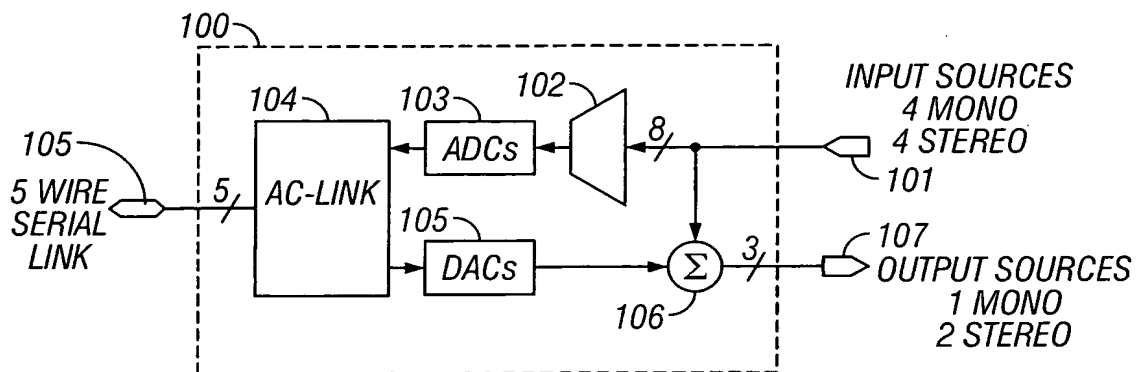 100
104
103
102
INPUT SOURCES
4 MONO
4 STEREO
101
105
5 WIRE
SERIAL
LINK
5
AC-LINK
ADCs
8
105
DACs
Σ
106
3
107
OUTPUT SOURCES
1 MONO
2 STEREO